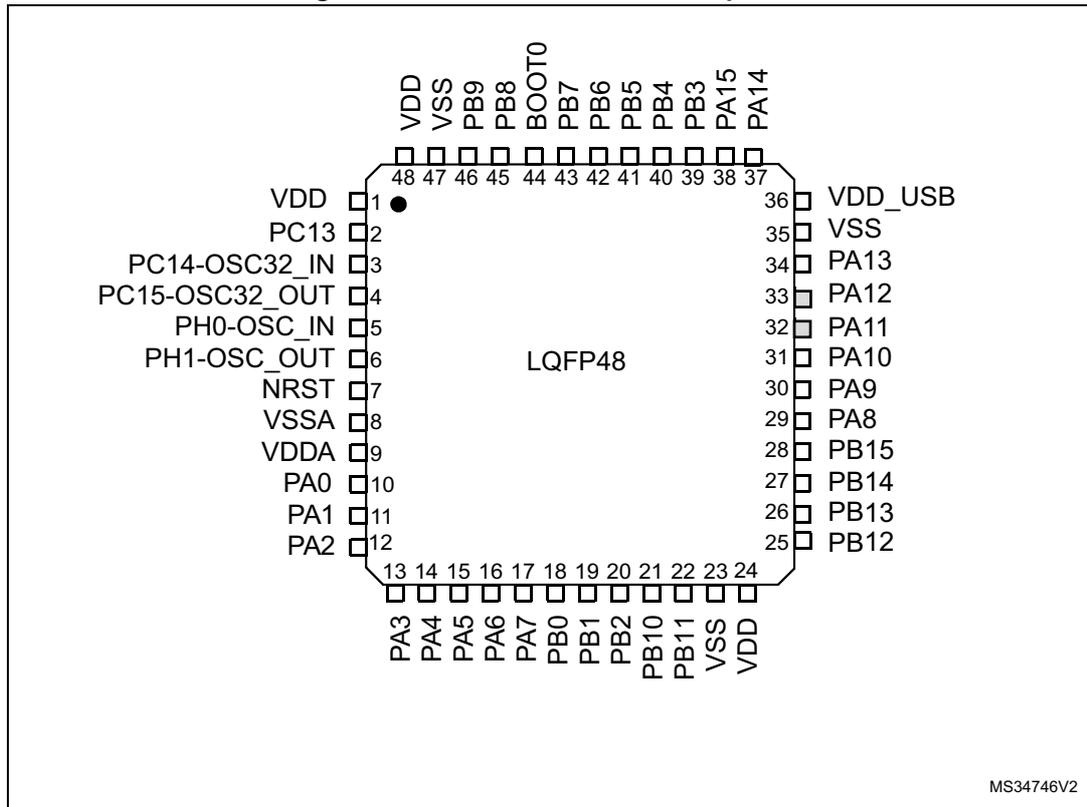 VDD
VSS
PB9
PB8
BOOT0
PB7
PB6
PB5
PB4
PB3
PA15
PA14
48 47 46 45 44 43 42 41 40 39 38 37
VDD 1
PC13 2
PC14-OSC32_IN 3
PC15-OSC32_OUT 4
PH0-OSC_IN 5
PH1-OSC_OUT 6
NRST 7
VSSA 8
VDDA 9
PA0 10
PA1 11
PA2 12
LQFP48
36 VDD_USB
35 VSS
34 PA13
33 PA12
32 PA11
31 PA10
30 PA9
29 PA8
28 PB15
27 PB14
26 PB13
25 PB12
13 14 15 16 17 18 19 20 21 22 23 24
PA3
PA4
PA5
PA6
PA7
PB0
PB1
PB2
PB10
PB11
VSS
VDD
MS34746V2